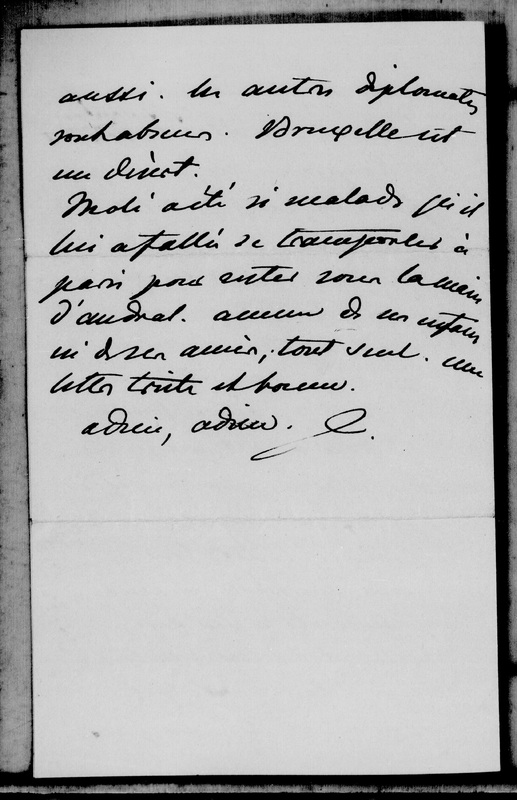 aussi. les autres diplomates
sont absens. Bruxelles est
un désert.
Molé a été si malade qu'il
lui a fallu se transporter à
paris pour rester sous la main
d'andral. aucun de ses enfans
ni de ses amis, tout seul. une
lettre triste et bonne.
adieu, adieu.